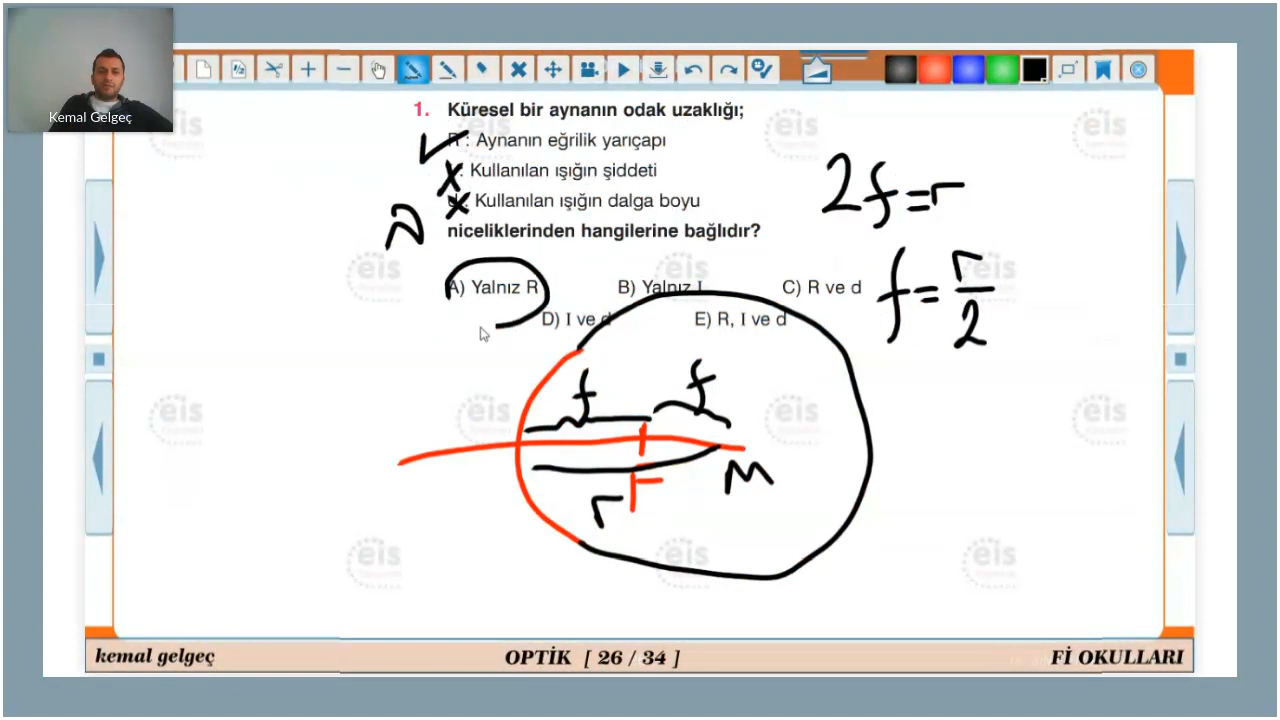 Kemal Gelgeç
1. Küresel bir aynanın odak uzaklığı;
R : Aynanın eğrilik yarıçapı
: Kullanılan ışığın şiddeti
d : Kullanılan ışığın dalga boyu
niceliklerinden hangilerine bağlıdır?
A) Yalnız R B) Yalnız I C) R ve d
D) I ve d E) R, I ve d
2f=r
f=r/2
f f
F M
r
eis
kemal gelgeç OPTİK [ 26 / 34 ] Fİ OKULLARI